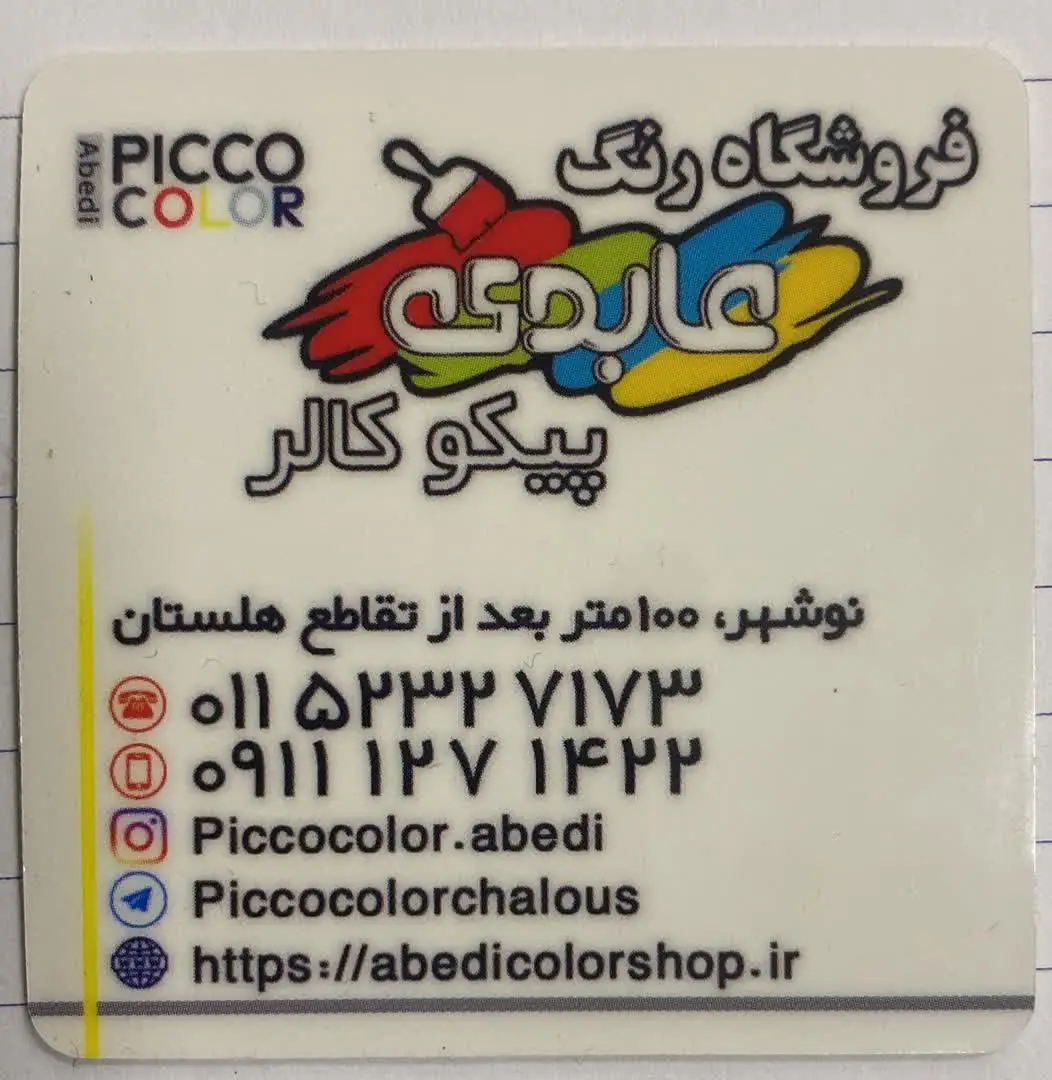 فروشگاه رنگ
Abedi
PICCO
COLOR
عابدی
پیکو کالر
نوشهر، ۱۰۰متر بعد از تقاطع هلستان
۰۱۱ ۵۲۳۲ ۷۱۷۳
۰۹۱۱ ۱۲۷ ۱۴۲۲
Piccocolor.abedi
Piccocolorchalous
https://abedicolorshop.ir